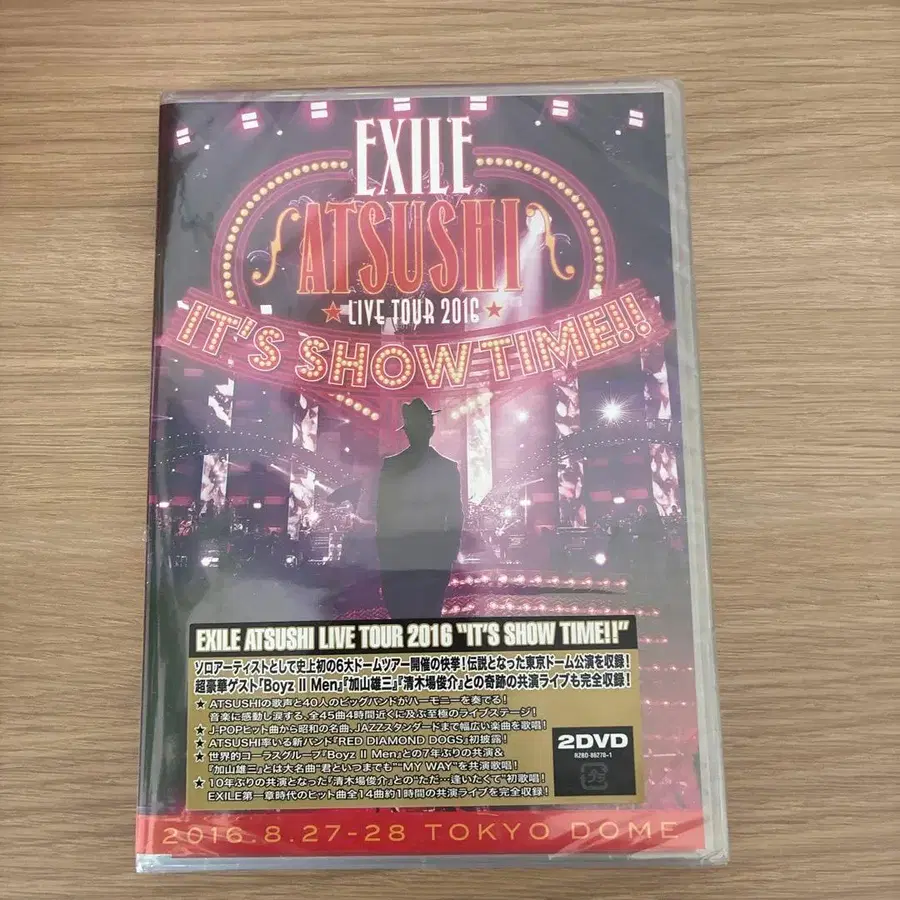 EXILE
ATSUSHI
★ LIVE TOUR 2016 ★
IT'S SHOW TIME!!
EXILE ATSUSHI LIVE TOUR 2016 "IT'S SHOW TIME!!"
ソロアーティストとして史上初の6大ドームツアー開催の快挙!伝説となった東京ドーム公演を収録!
超豪華ゲスト『Boyz II Men』『加山雄三』『清木場俊介』との奇跡の共演ライブも完全収録!
★ ATSUSHIの歌声と40人のビッグバンドがハーモニーを奏でる!
音楽に感動し涙する、全45曲4時間近くに及ぶ至極のライブステージ!
★ J-POPヒット曲から昭和の名曲、JAZZスタンダードまで幅広い楽曲を歌唱!
★ ATSUSHI率いる新バンド『RED DIAMOND DOGS』初披露!
★ 世界的コーラスグループ『Boyz II Men』との7年ぶりの共演&
『加山雄三』とは大名曲"君といつまでも""MY WAY"を共演歌唱!
★ 10年ぶりの共演となった『清木場俊介』との"ただ…逢いたくて"初歌唱!
EXILE第一章時代のヒット曲全14曲約1時間の共演ライブを完全収録!
2DVD
RZBD-86270~1
2016.8.27-28 TOKYO DOME